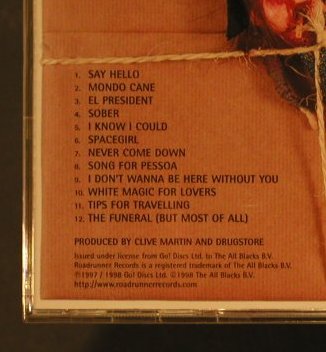 1. SAY HELLO
2. MONDO CANE
3. EL PRESIDENT
4. SOBER
5. I KNOW I COULD
6. SPACEGIRL
7. NEVER COME DOWN
8. SONG FOR PESSOA
9. I DON'T WANNA BE HERE WITHOUT YOU
10. WHITE MAGIC FOR LOVERS
11. TIPS FOR TRAVELLING
12. THE FUNERAL (BUT MOST OF ALL)
PRODUCED BY CLIVE MARTIN AND DRUGSTORE
Issued under license from Go! Discs Ltd. to The All Blacks B.V.
Roadrunner Records is a registered trademark of The All Blacks B.V.
℗1997 / 1998 Go! Discs Ltd. ©1998 The All Blacks B.V.
http://www.roadrunnerrecords.com